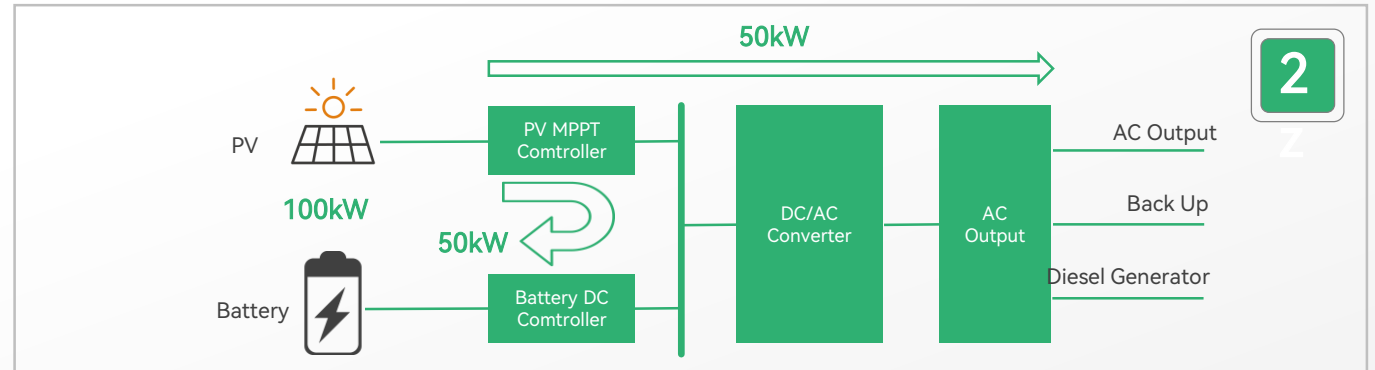 50kW
2
Z
PV
PV MPPT
Comtroller
AC Output
100kW
50kW
DC/AC
Converter
AC
Output
Back Up
Battery
Battery DC
Comtroller
Diesel Generator